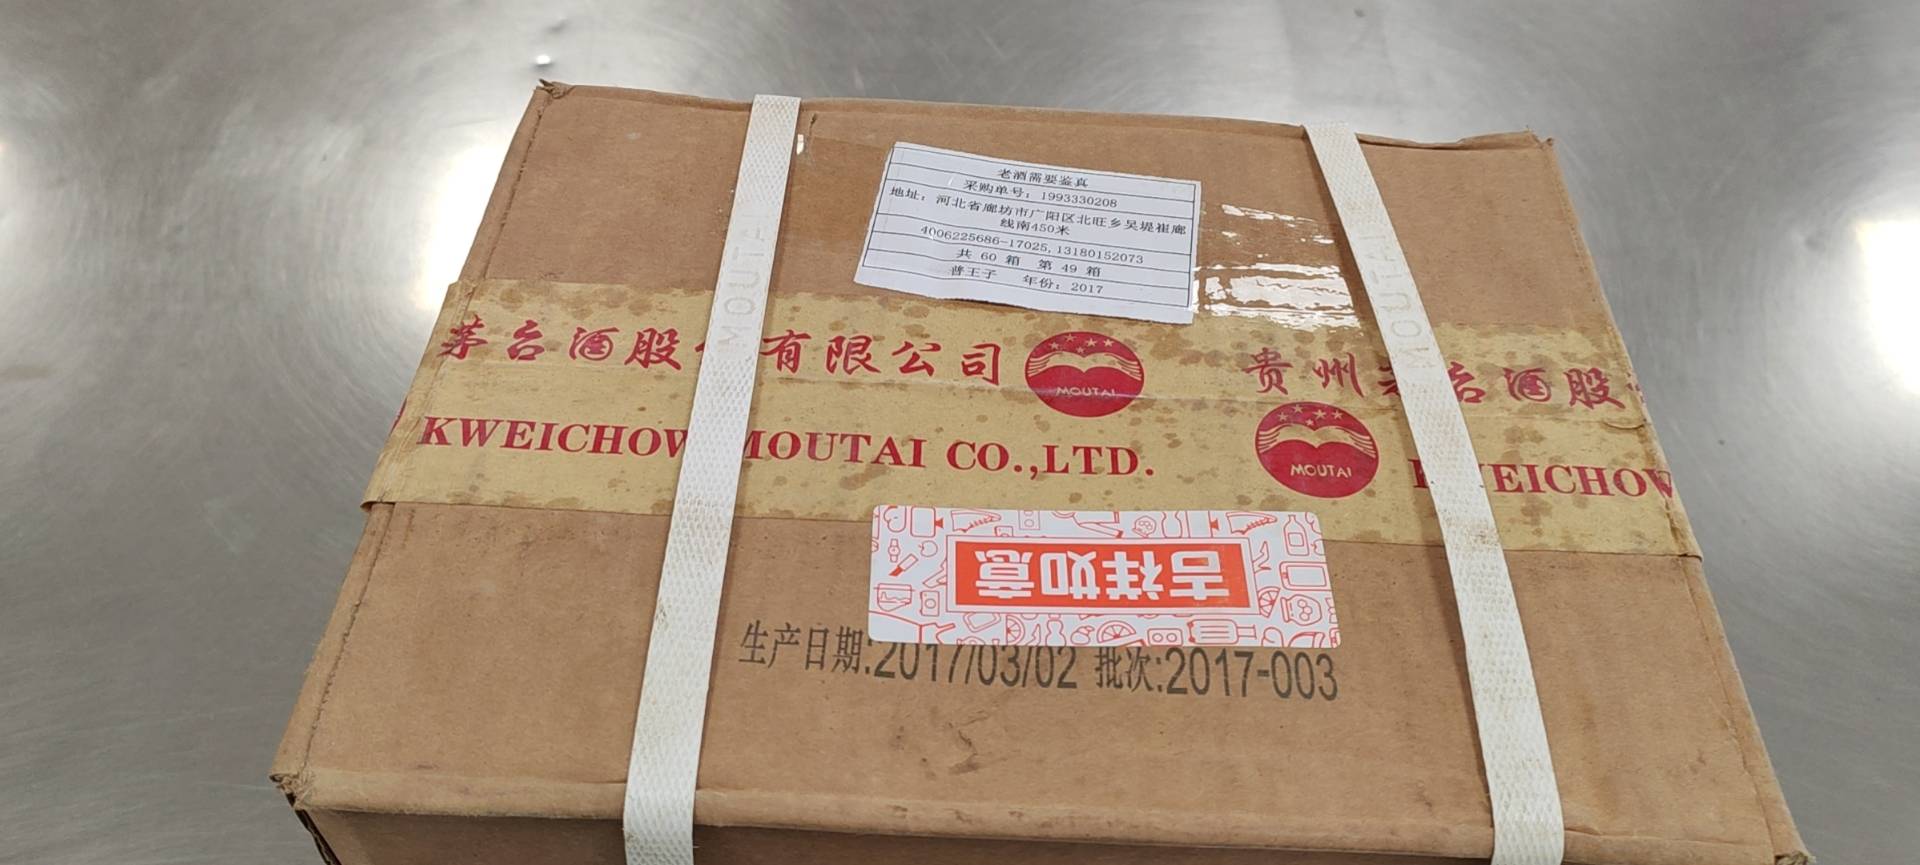 老酒需要鉴真
采购单号：1993330208
地址：河北省廊坊市广阳区北旺乡吴堤崔廊
线南450米
4006225686-17025,13180152073
共 60 箱 第 49 箱
普王子 年份：2017
MOUTAI
MOUTAI
茅台酒股份有限公司
MOUTAI
贵州茅台酒股
KWEICHOW MOUTAI CO.,LTD.
MOUTAI
KWEICHOW
吉祥如意
生产日期:2017/03/02 批次:2017-003